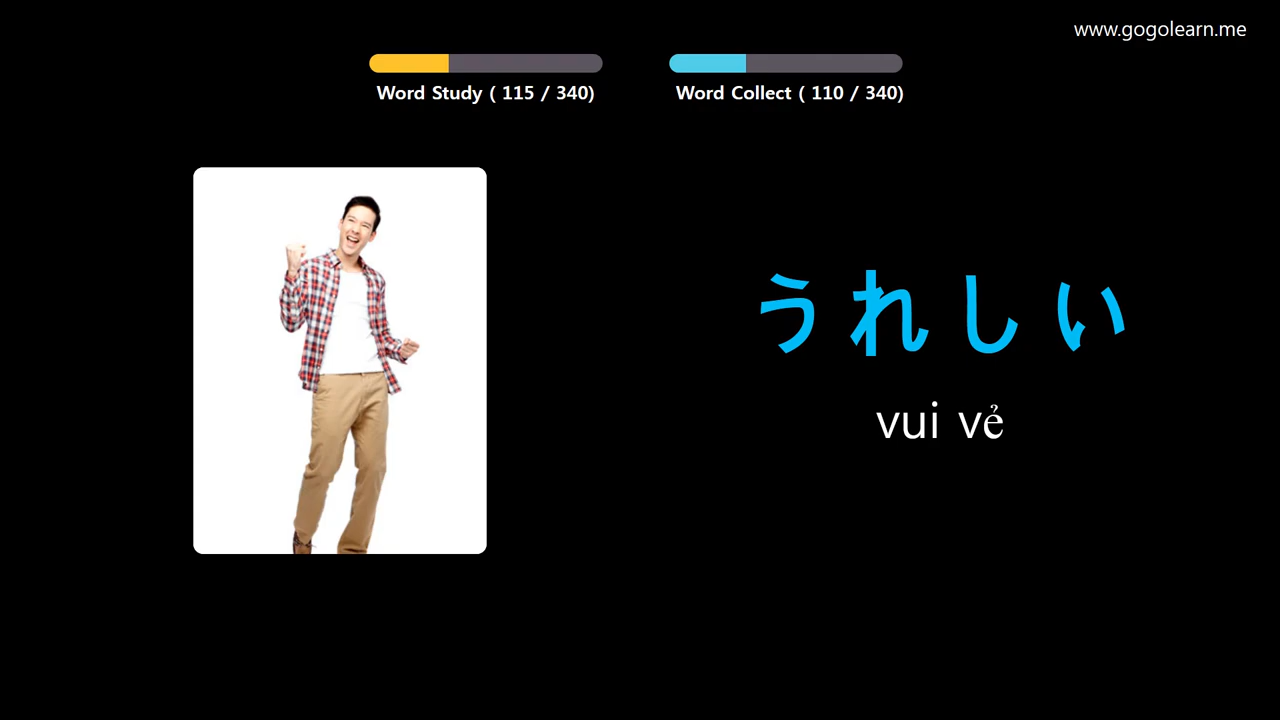 www.gogolearn.me
Word Study ( 115 / 340)
Word Collect ( 110 / 340)
うれしい
vui vẻ